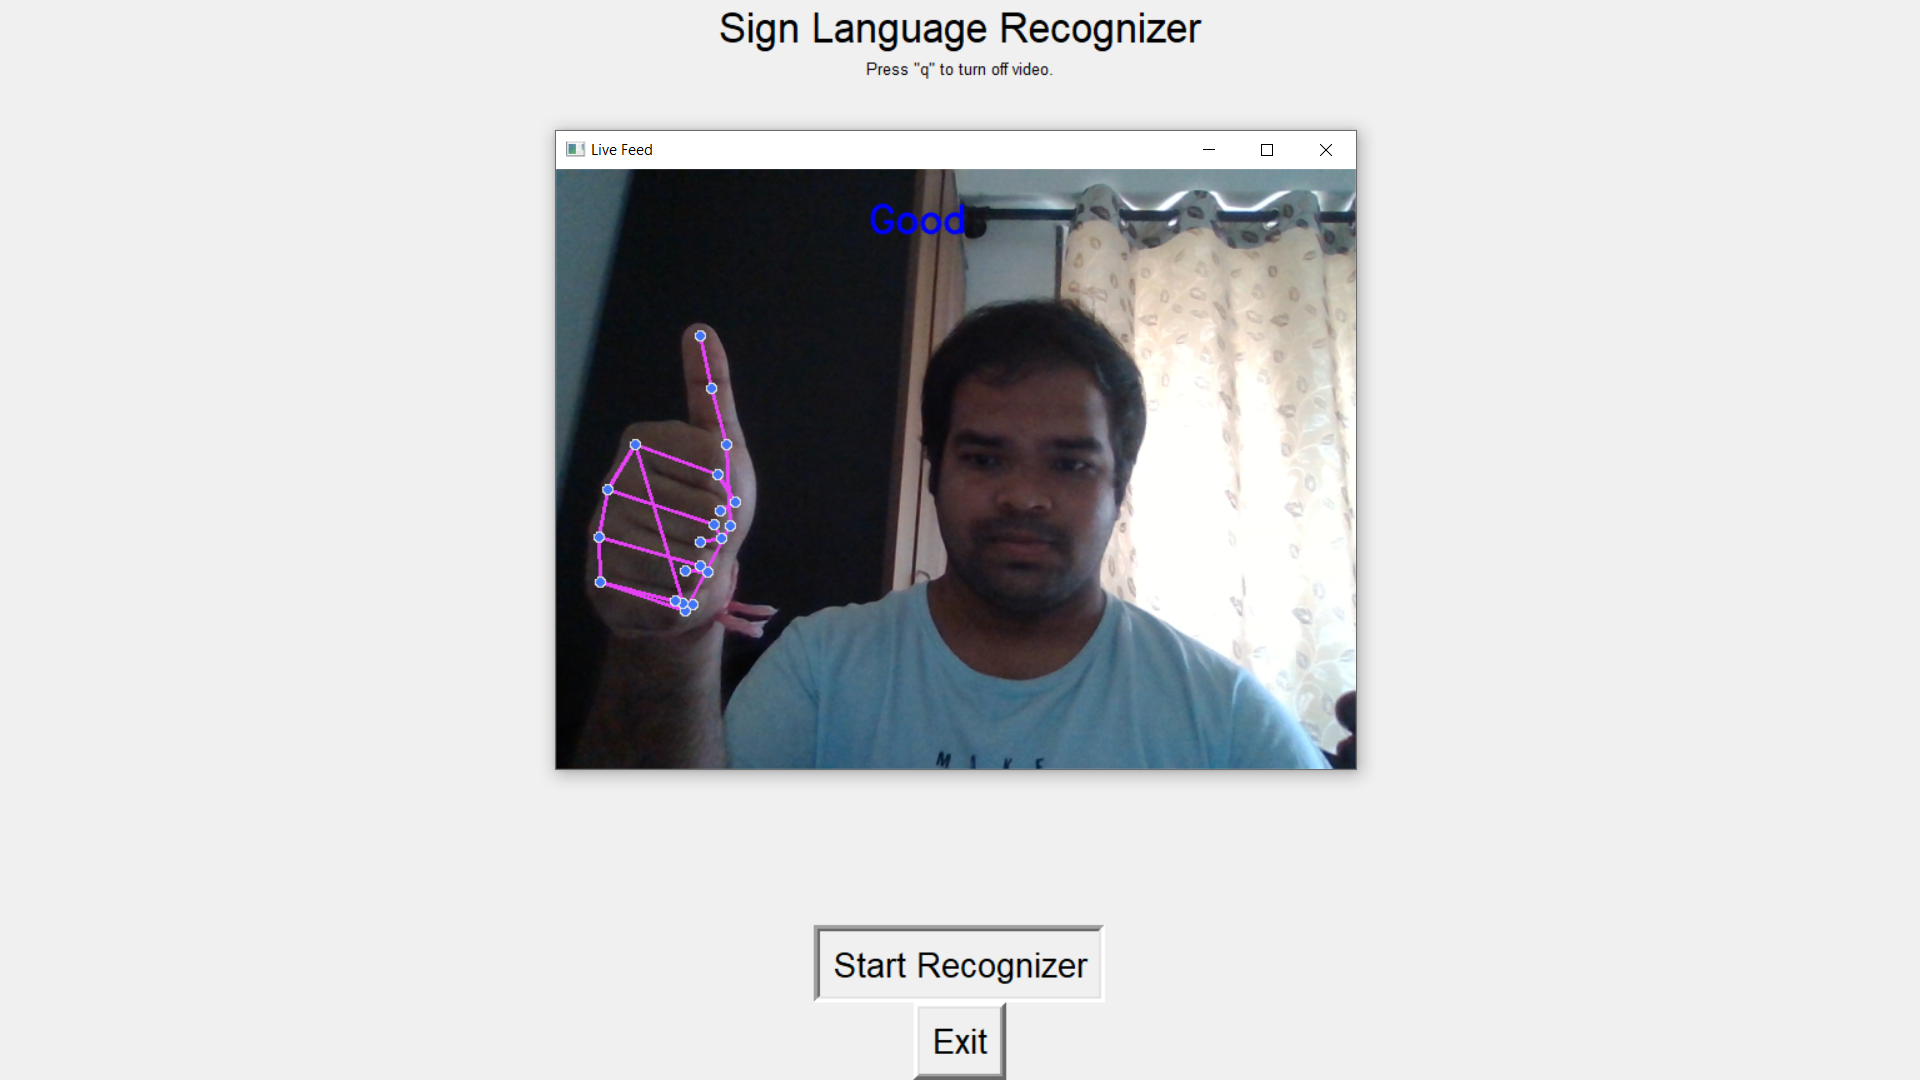 Sign Language Recognizer
Press "q" to turn off video.
Live Feed
Good
M A K E
Start Recognizer
Exit